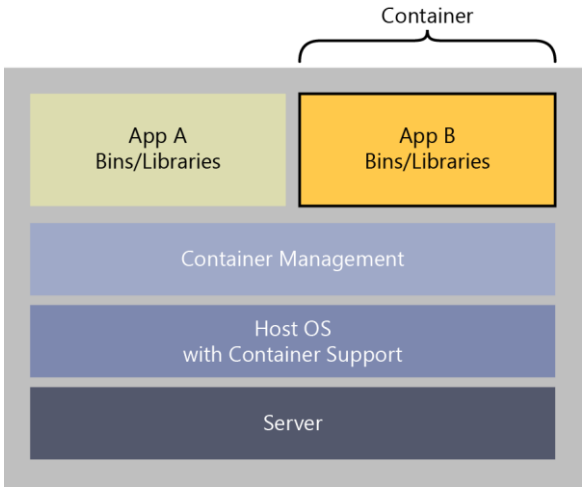 Container
App A
Bins/Libraries
App B
Bins/Libraries
Container Management
Host OS
with Container Support
Server